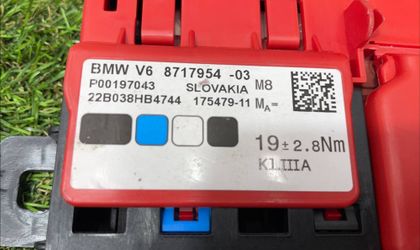 BMW V6 8717954 -03
P00197043 SLOVAKIA M8
22B038HB4744 175479-11 MA=
19±2.8Nm
KLIIIA